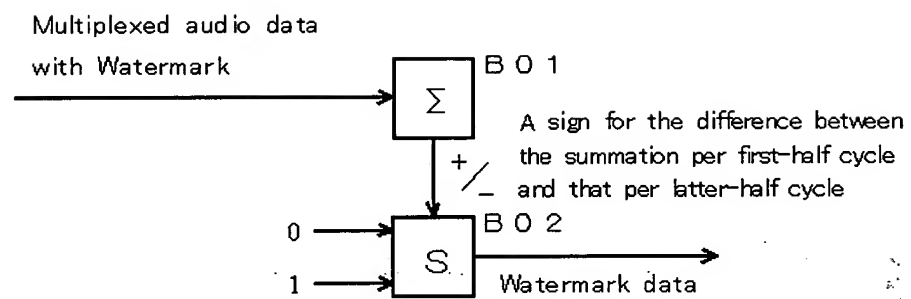 Multiplexed audio data
with Watermark
B01
Σ
A sign for the difference between
the summation per first-half cycle
and that per latter-half cycle
+/−
B02
0
S
1
Watermark data